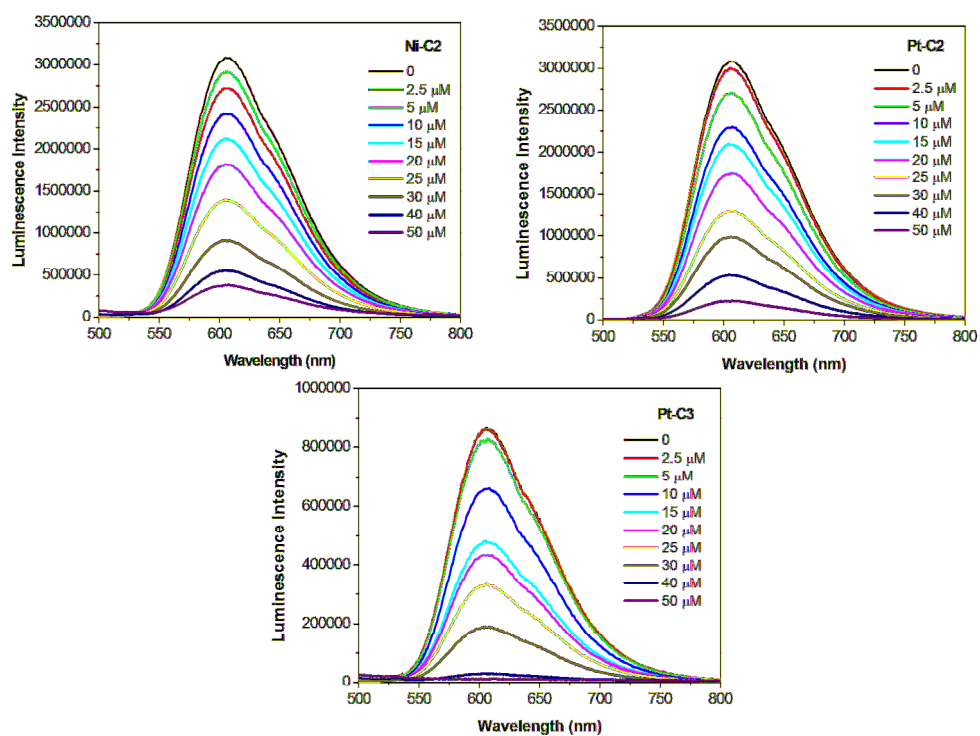 3500000
3000000
2500000
2000000
1500000
1000000
500000
0
Luminescence Intensity
Ni-C2
0
2.5 μM
5 μM
10 μM
15 μM
20 μM
25 μM
30 μM
40 μM
50 μM
500 550 600 650 700 750 800
Wavelength (nm)
3500000
3000000
2500000
2000000
1500000
1000000
500000
0
Luminescence Intensity
Pt-C2
0
2.5 μM
5 μM
10 μM
15 μM
20 μM
25 μM
30 μM
40 μM
50 μM
500 550 600 650 700 750 800
Wavelength (nm)
1000000
800000
600000
400000
200000
0
Luminescence Intensity
Pt-C3
0
2.5 μM
5 μM
10 μM
15 μM
20 μM
25 μM
30 μM
40 μM
50 μM
500 550 600 650 700 750 800
Wavelength (nm)